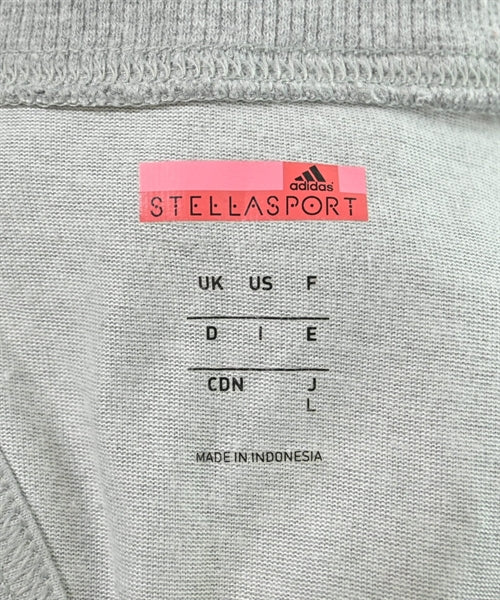 adidas
STELLASPORT
UK US F
D I E
CDN J
L
MADE IN INDONESIA